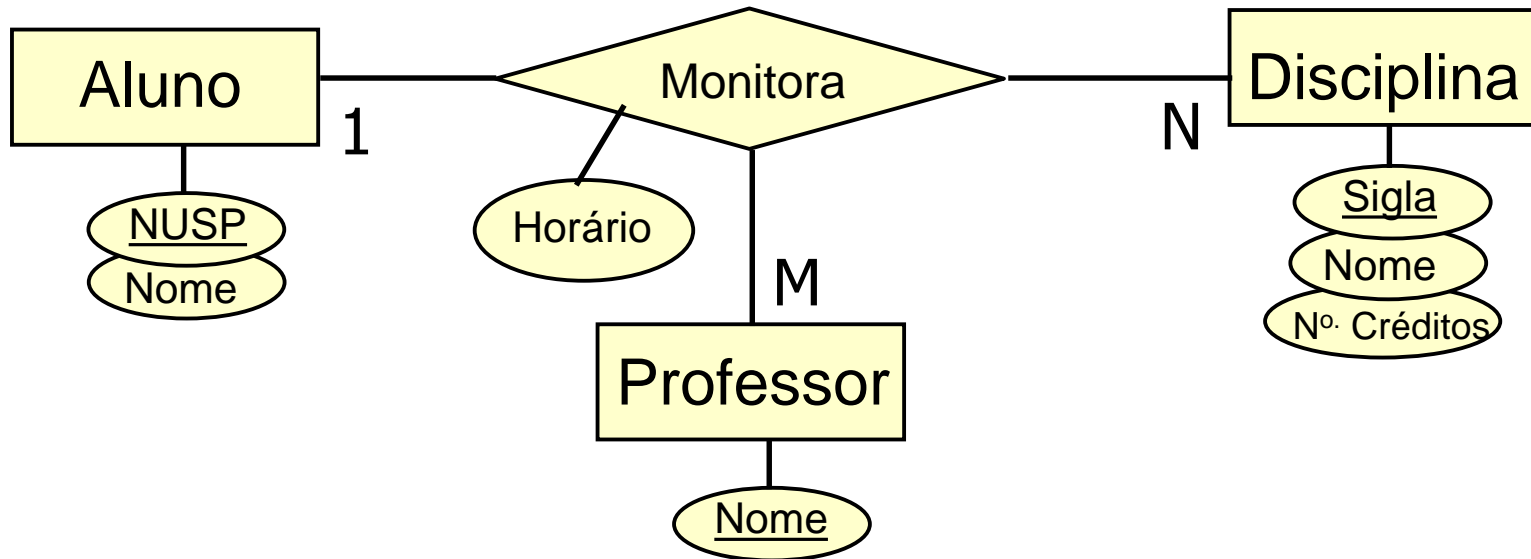 Aluno
Monitora
Disciplina
1
N
NUSP
Nome
Horário
Sigla
Nome
Nº. Créditos
M
Professor
Nome